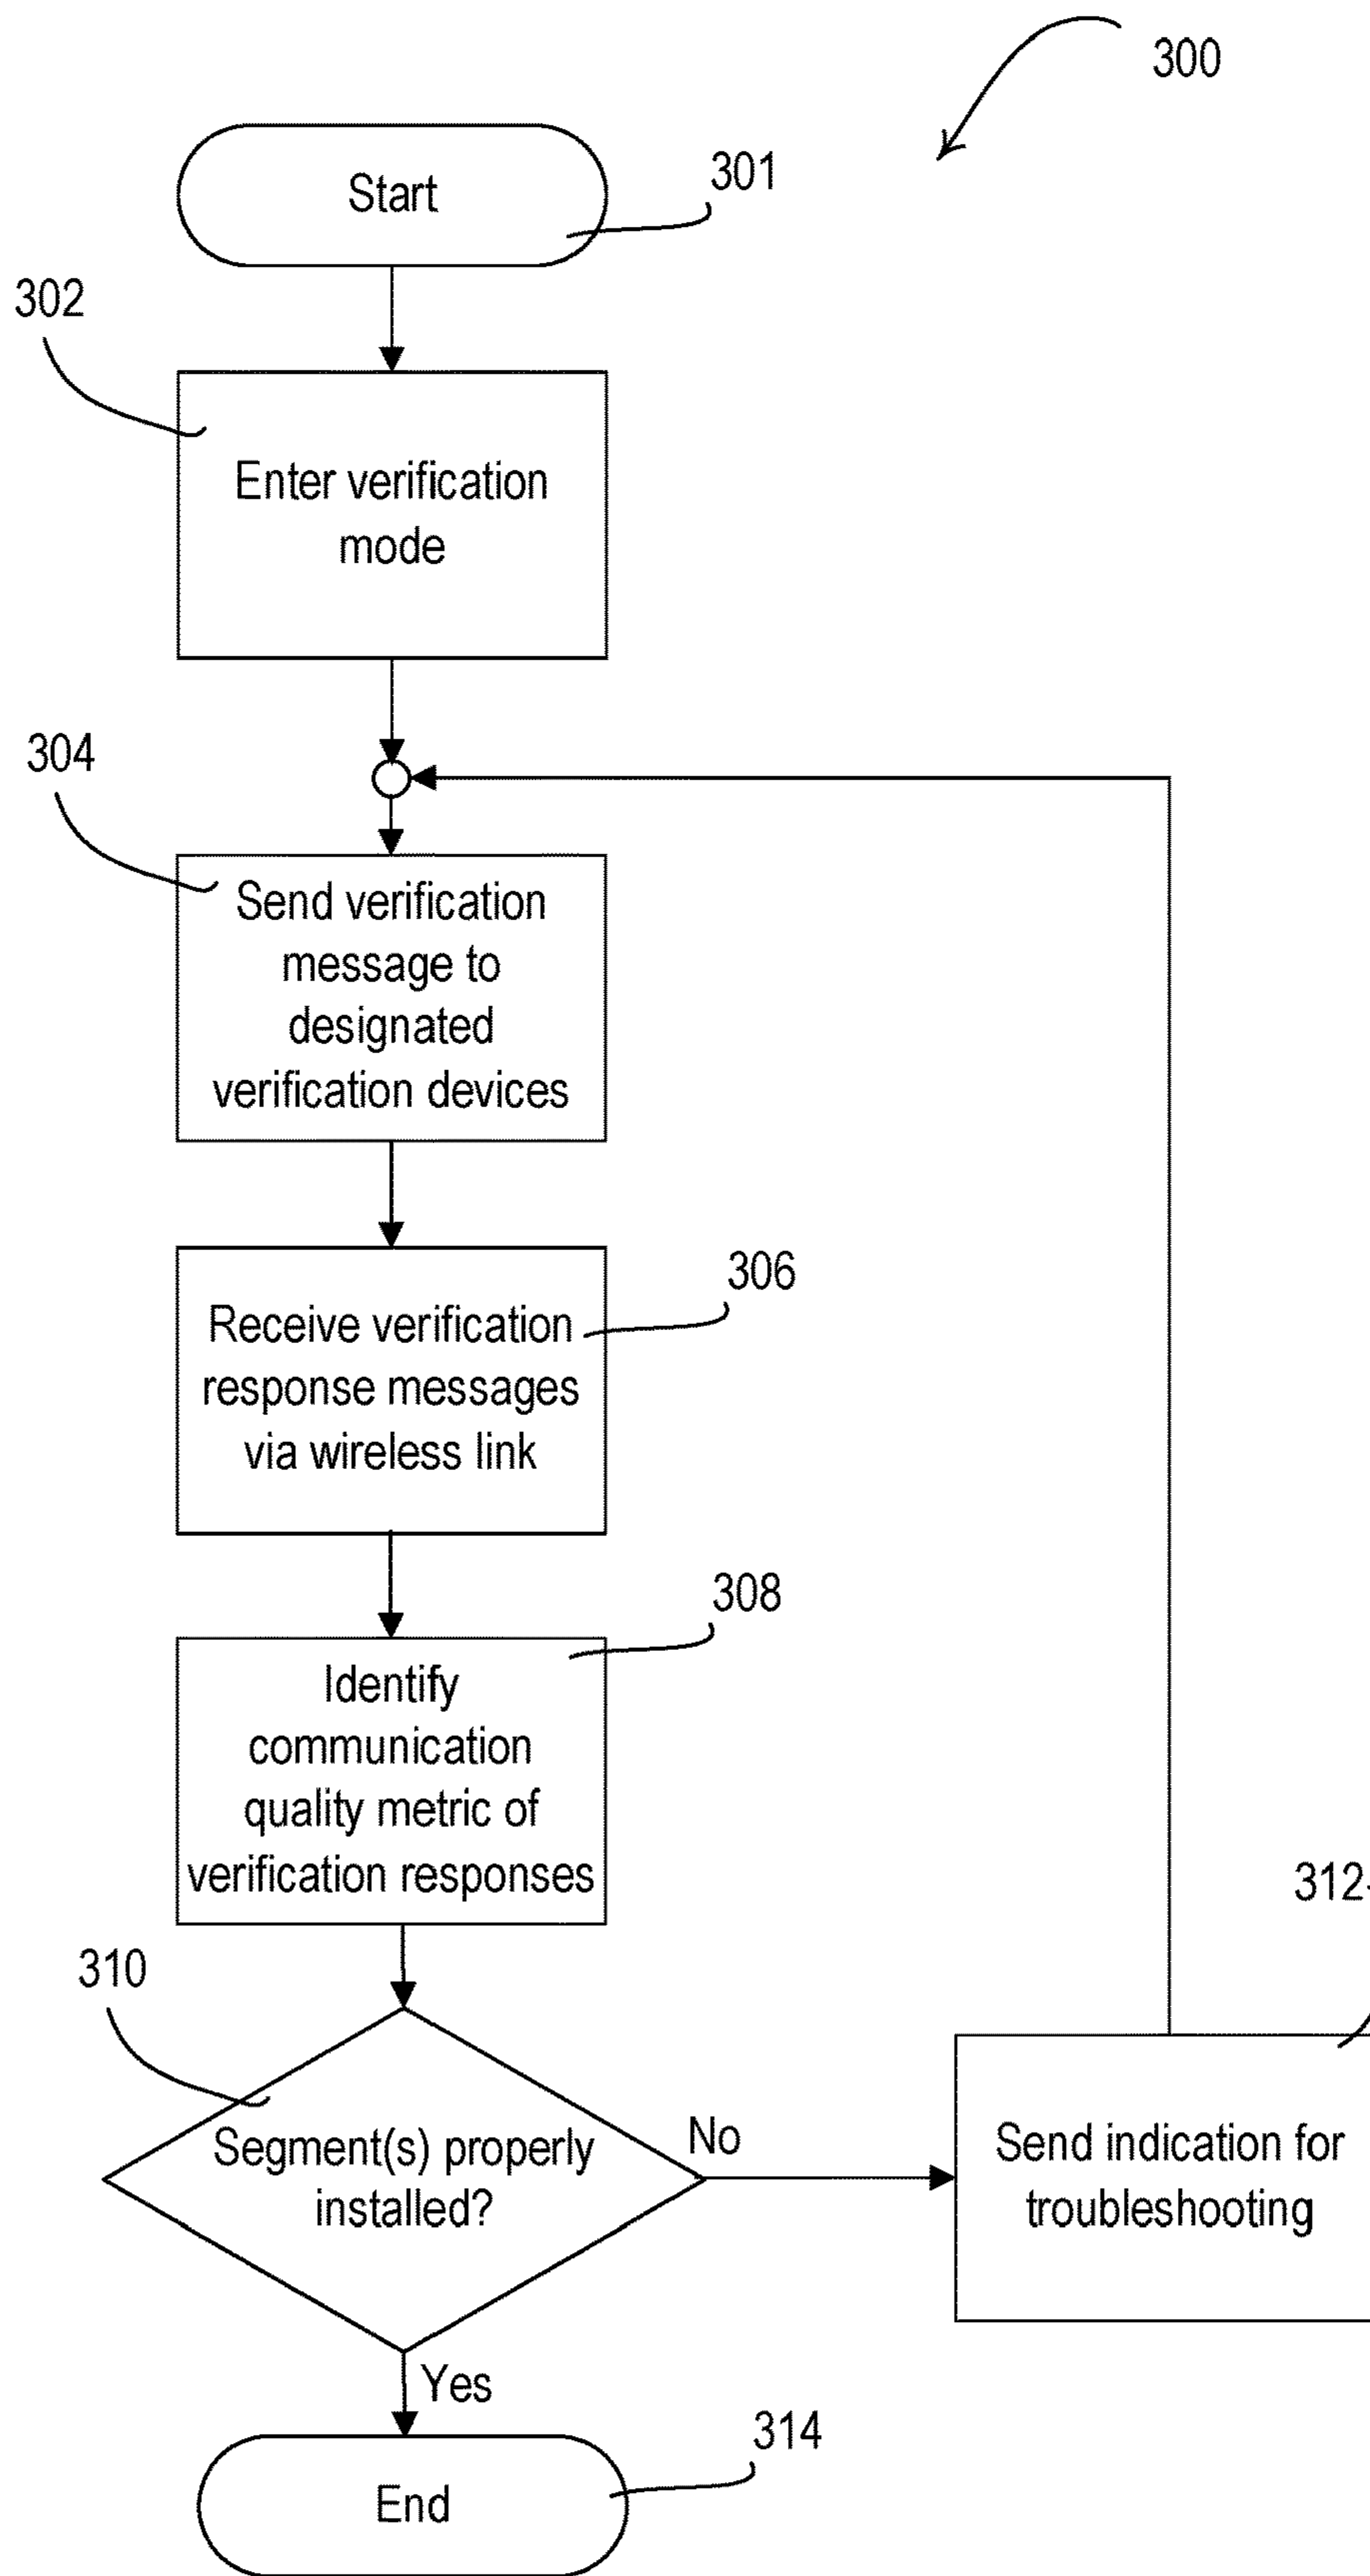 300
Start
301
302
Enter verification
mode
304
Send verification
message to
designated
verification devices
306
Receive verification
response messages
via wireless link
308
Identify
communication
quality metric of
verification responses
310
Segment(s) properly
installed?
No
312
Send indication for
troubleshooting
Yes
314
End